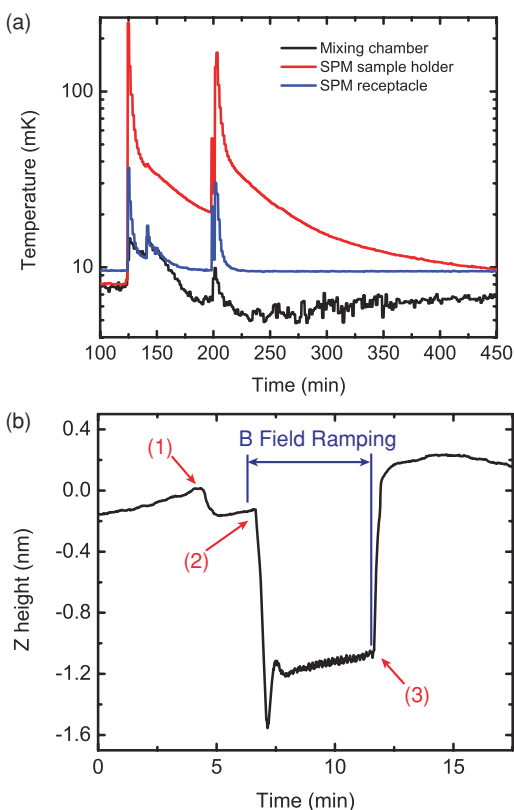 (a)
Mixing chamber
SPM sample holder
SPM receptacle
Temperature (mK)
100
10
100 150 200 250 300 350 400 450
Time (min)
(b)
0.4
0.0
-0.4
-0.8
-1.2
-1.6
Z height (nm)
B Field Ramping
(1)
(2)
(3)
0 5 10 15
Time (min)